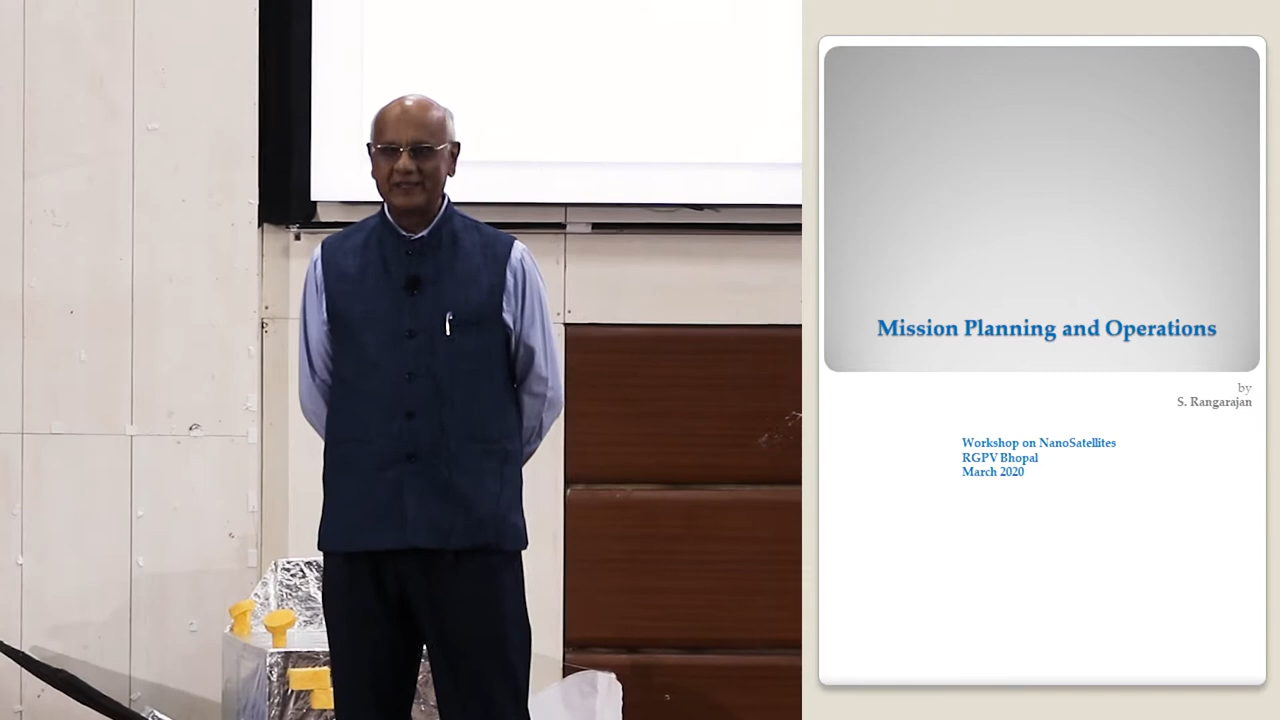 Mission Planning and Operations
by
S. Rangarajan
Workshop on NanoSatellites
RGPV Bhopal
March 2020